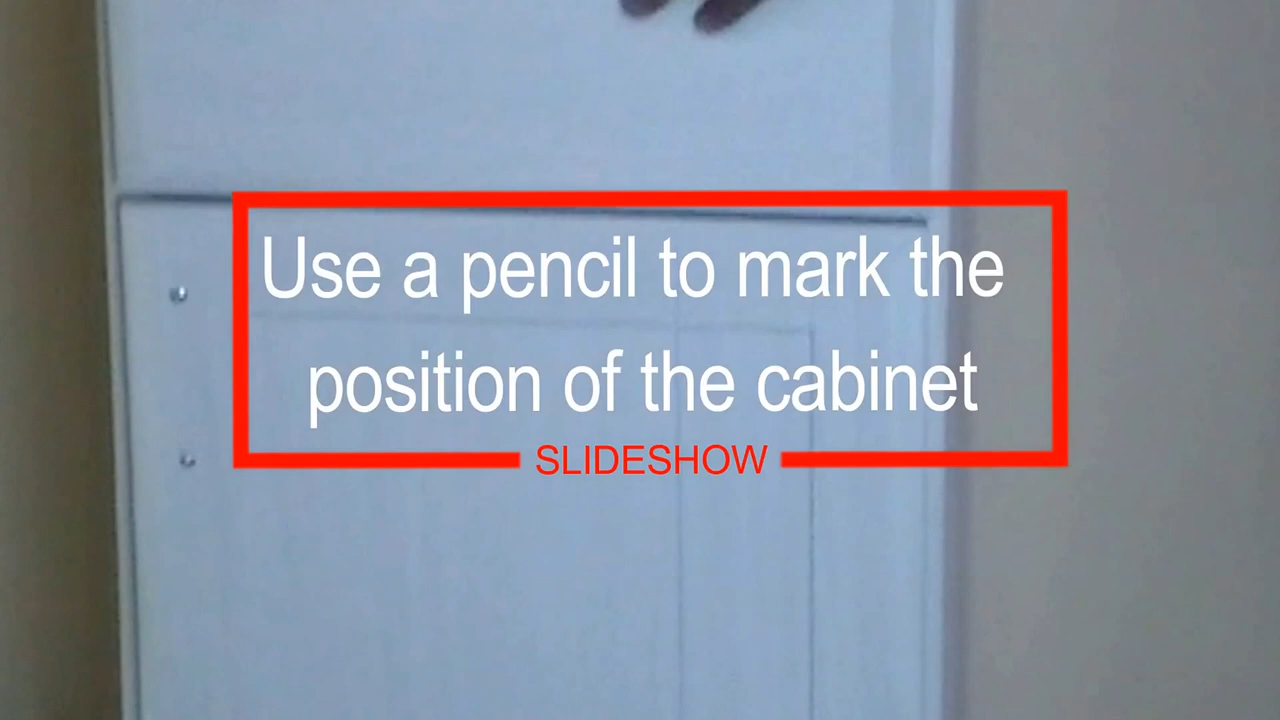 Use a pencil to mark the
position of the cabinet
SLIDESHOW